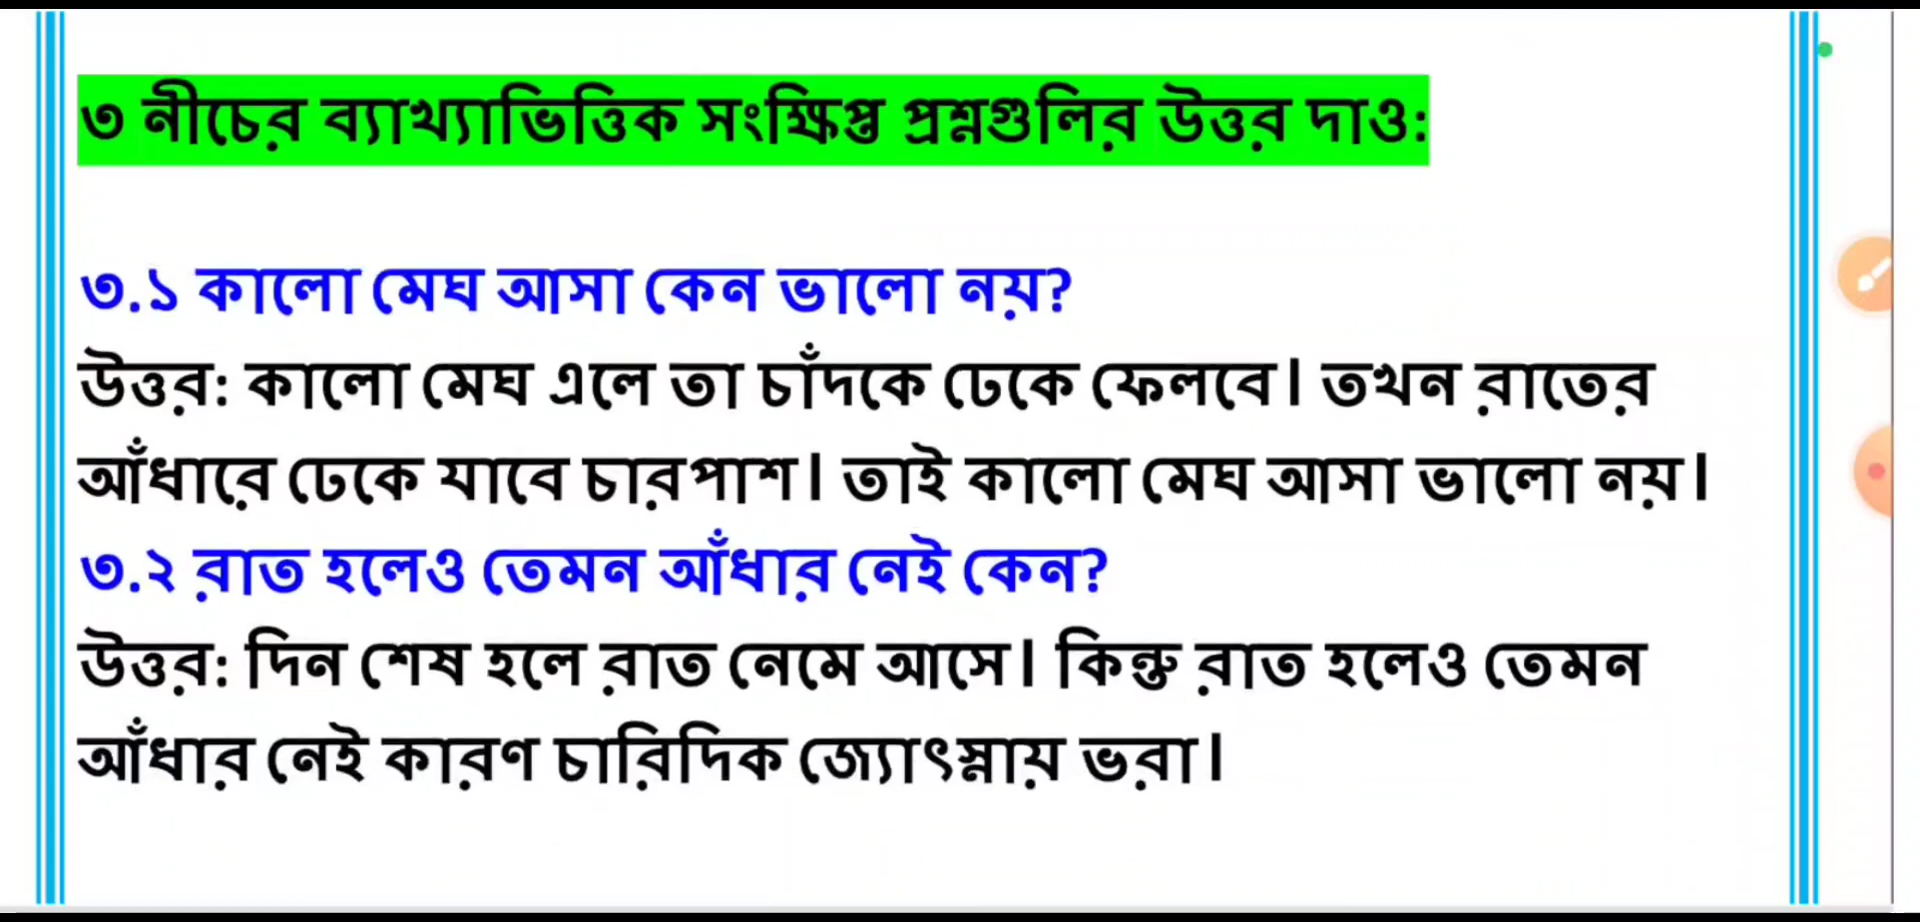 ৩ নীচের ব্যাখ্যাভিত্তিক সংক্ষিপ্ত প্রশ্নগুলির উত্তর দাও:
৩.১ কালো মেঘ আসা কেন ভালো নয়?
উত্তর: কালো মেঘ এলে তা চাঁদকে ঢেকে ফেলবে। তখন রাতের
আঁধারে ঢেকে যাবে চারপাশ। তাই কালো মেঘ আসা ভালো নয়।
৩.২ রাত হলেও তেমন আঁধার নেই কেন?
উত্তর: দিন শেষ হলে রাত নেমে আসে। কিন্তু রাত হলেও তেমন
আঁধার নেই কারণ চারিদিক জ্যোৎস্নায় ভরা।